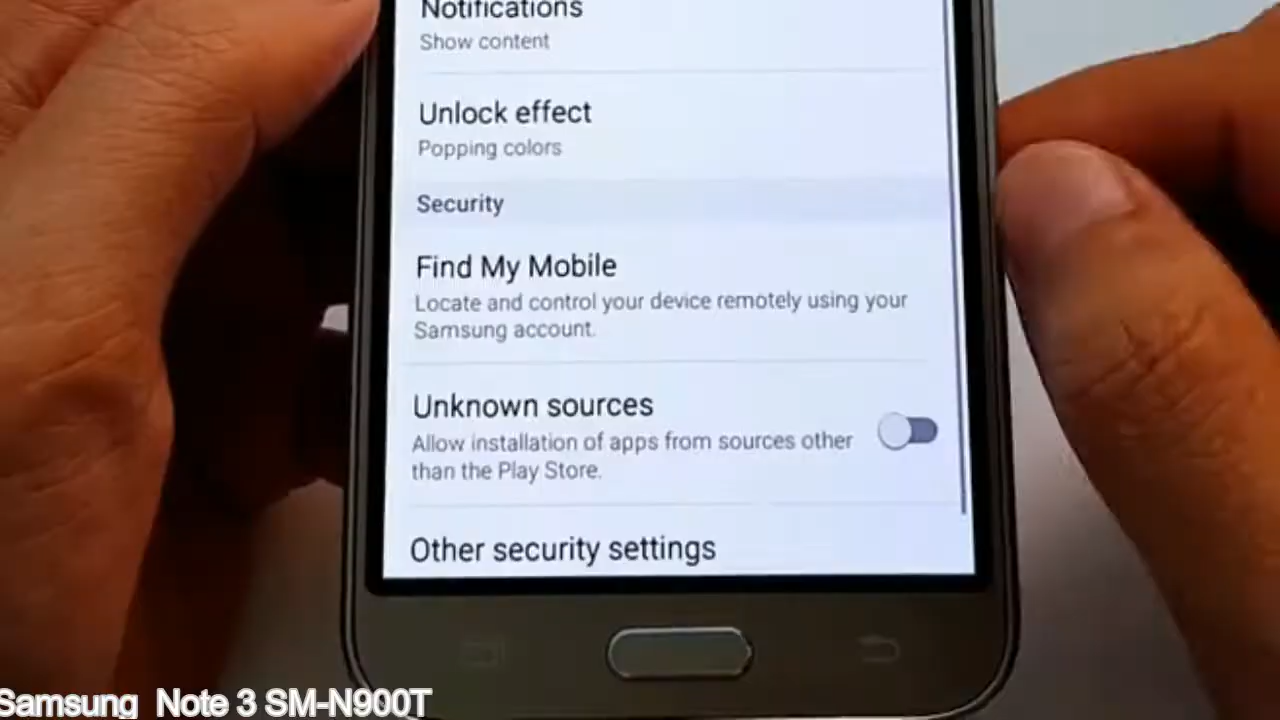 Notifications
Show content
Unlock effect
Popping colors
Security
Find My Mobile
Locate and control your device remotely using your
Samsung account.
Unknown sources
Allow installation of apps from sources other
than the Play Store.
Other security settings
Samsung Note 3 SM-N900T